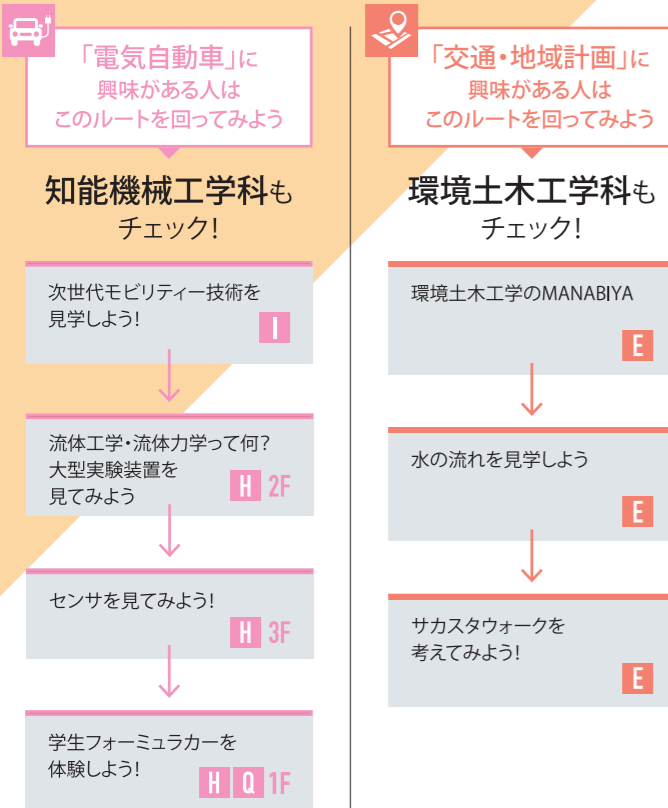 「電気自動車」に
興味がある人は
このルートを回ってみよう
知能機械工学科も
チェック!
次世代モビリティー技術を
見学しよう!
I
流体工学・流体力学って何?
大型実験装置を
見てみよう
H 2F
センサを見てみよう!
H 3F
学生フォーミュラカーを
体験しよう!
H Q 1F
「交通・地域計画」に
興味がある人は
このルートを回ってみよう
環境土木工学科も
チェック!
環境土木工学のMANABIYA
E
水の流れを見学しよう
E
サカスタウォークを
考えてみよう!
E